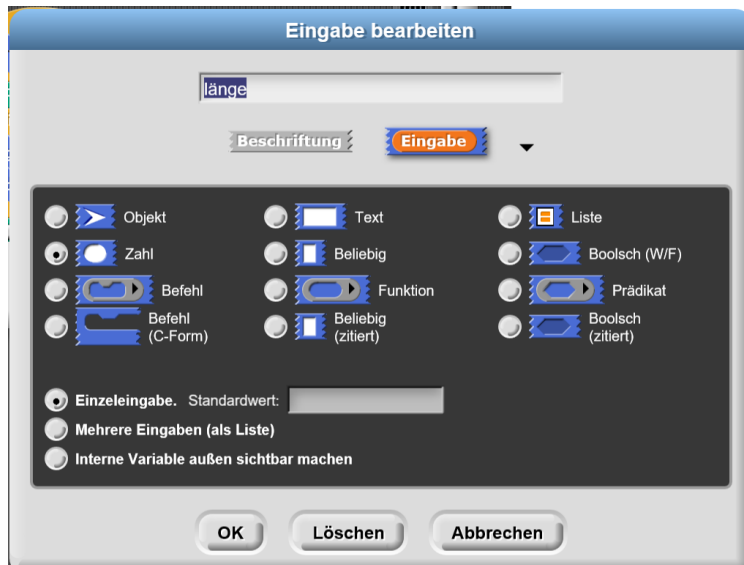 Eingabe bearbeiten
länge
Beschriftung Eingabe
Objekt Text Liste
Zahl Beliebig Boolsch (W/F)
Befehl Funktion Prädikat
Befehl
(C-Form)
Beliebig
(zitiert)
Boolsch
(zitiert)
Einzeleingabe. Standardwert:
Mehrere Eingaben (als Liste)
Interne Variable außen sichtbar machen
OK Löschen Abbrechen